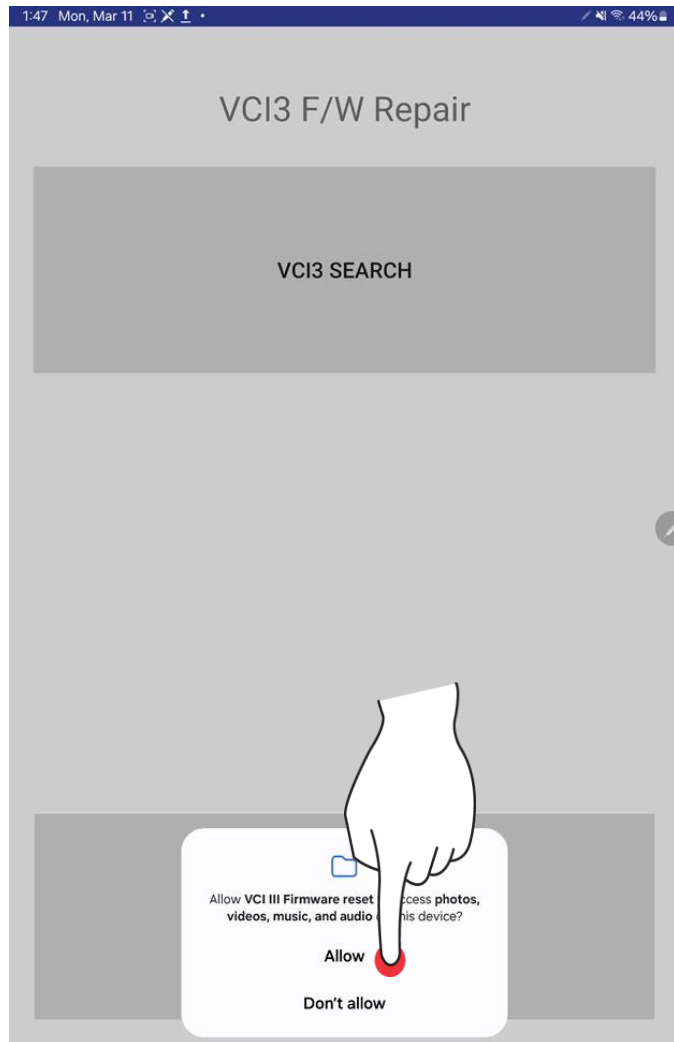 1:47 Mon, Mar 11 44%
VCI3 F/W Repair
VCI3 SEARCH
Allow VCI III Firmware reset cess photos,
videos, music, and audio his device?
Allow
Don't allow